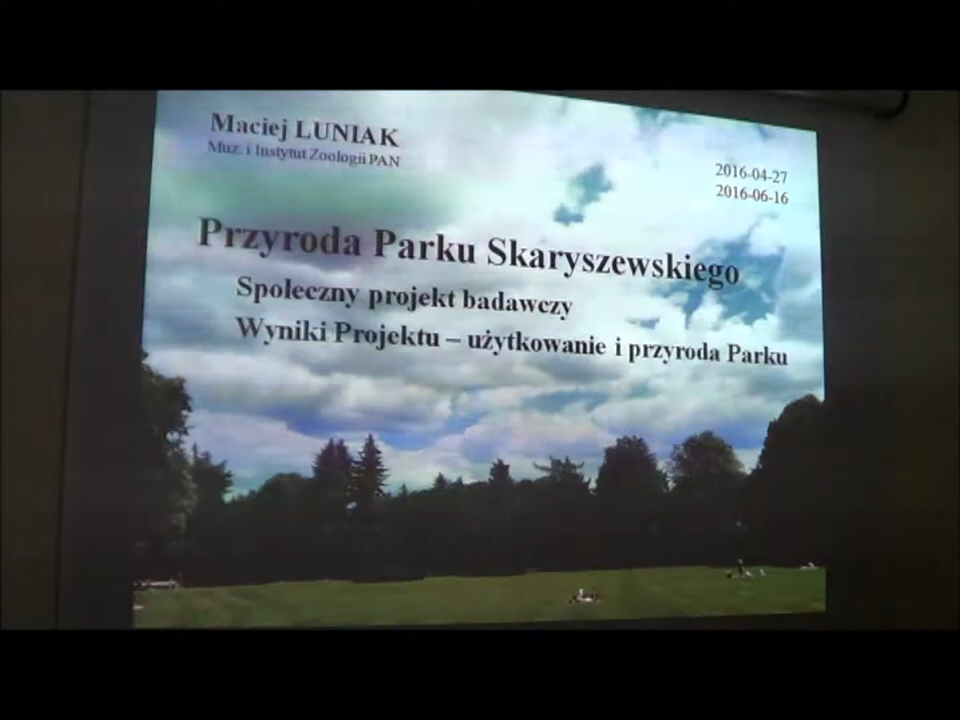 Maciej LUNIAK
Muz. i Instytut Zoologii PAN
2016-04-27
2016-06-16
Przyroda Parku Skaryszewskiego
Społeczny projekt badawczy
Wyniki Projektu – użytkowanie i przyroda Parku